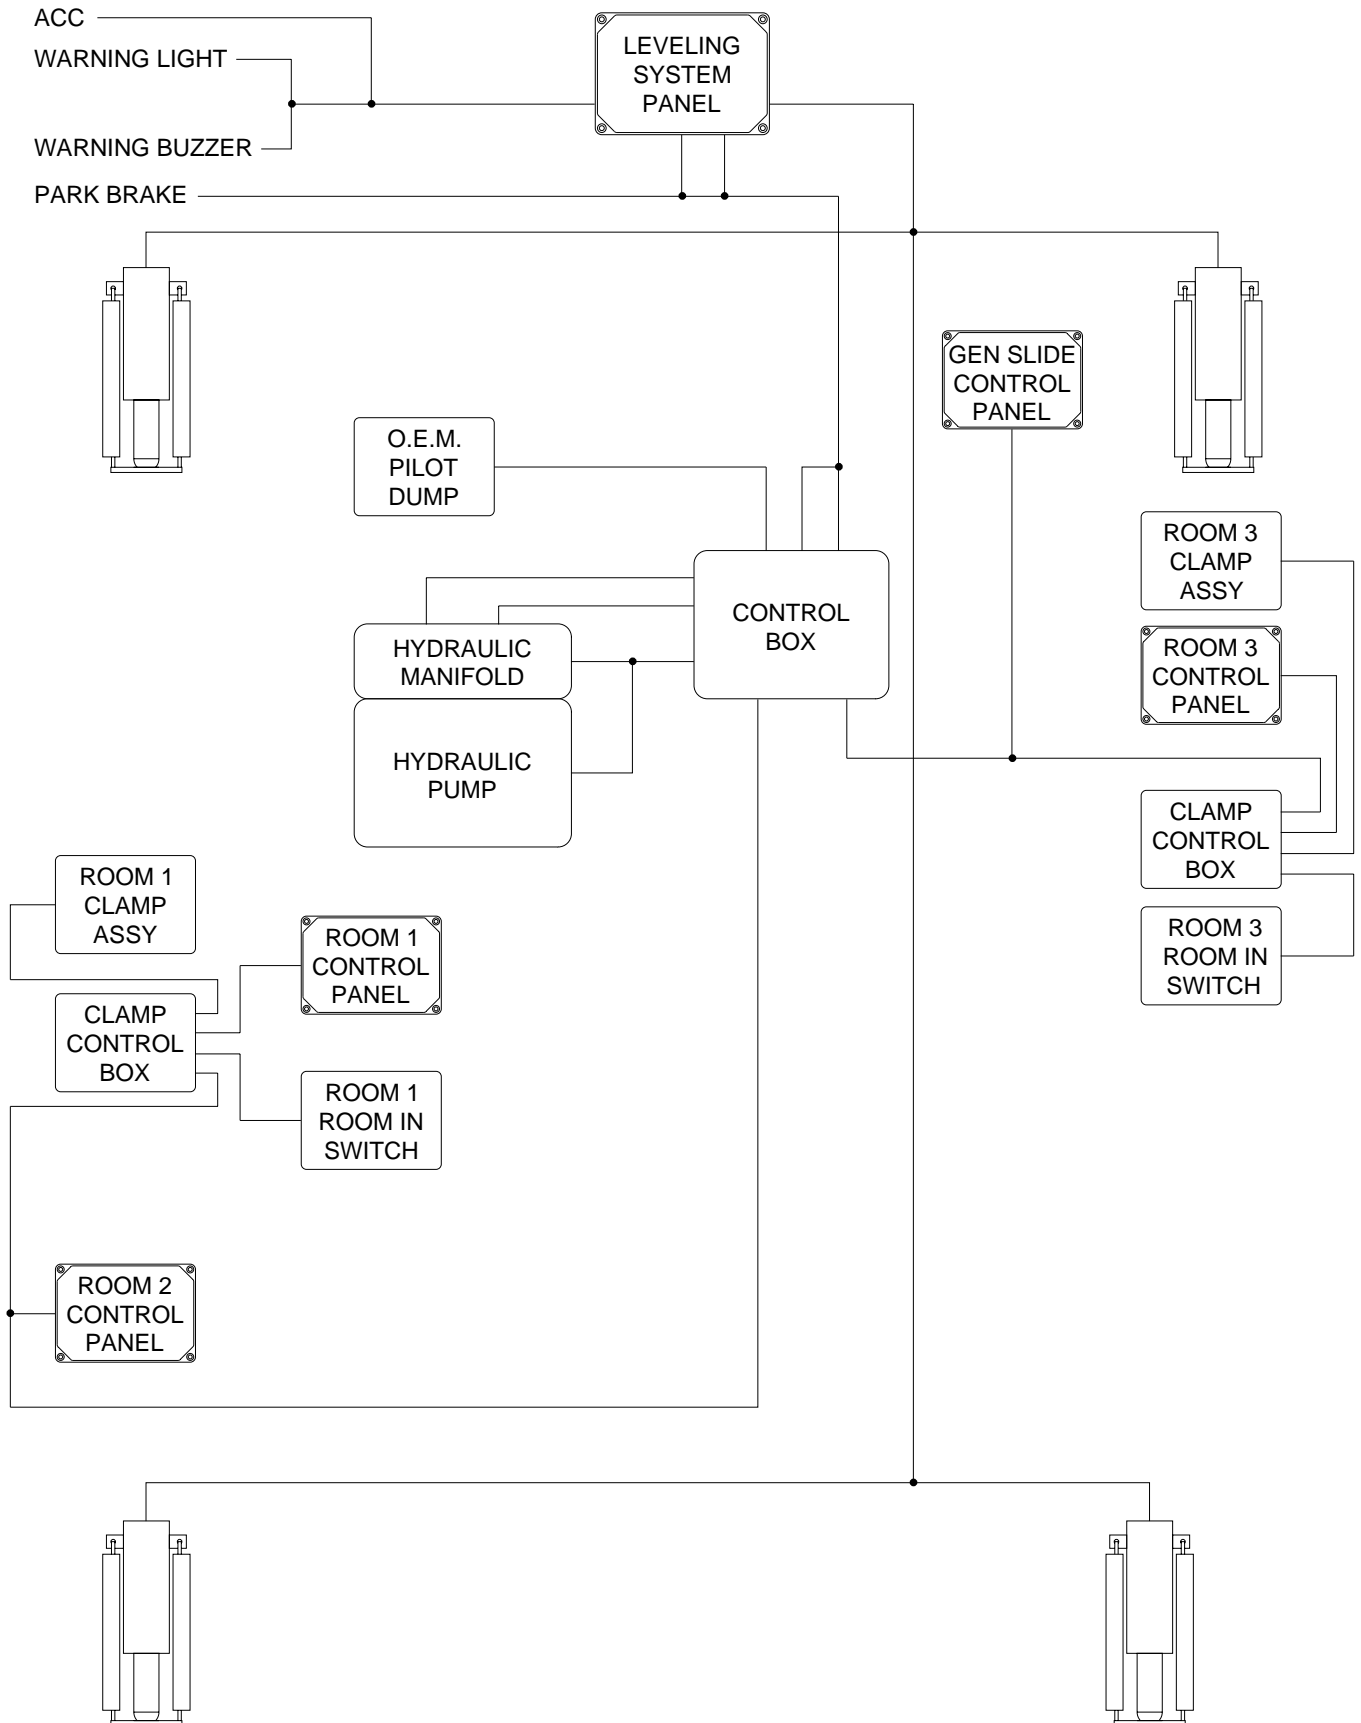 ACC
WARNING LIGHT
WARNING BUZZER
PARK BRAKE
LEVELING
SYSTEM
PANEL
GEN SLIDE
CONTROL
PANEL
O.E.M.
PILOT
DUMP
CONTROL
BOX
HYDRAULIC
MANIFOLD
HYDRAULIC
PUMP
ROOM 3
CLAMP
ASSY
ROOM 3
CONTROL
PANEL
CLAMP
CONTROL
BOX
ROOM 3
ROOM IN
SWITCH
ROOM 1
CLAMP
ASSY
ROOM 1
CONTROL
PANEL
CLAMP
CONTROL
BOX
ROOM 1
ROOM IN
SWITCH
ROOM 2
CONTROL
PANEL